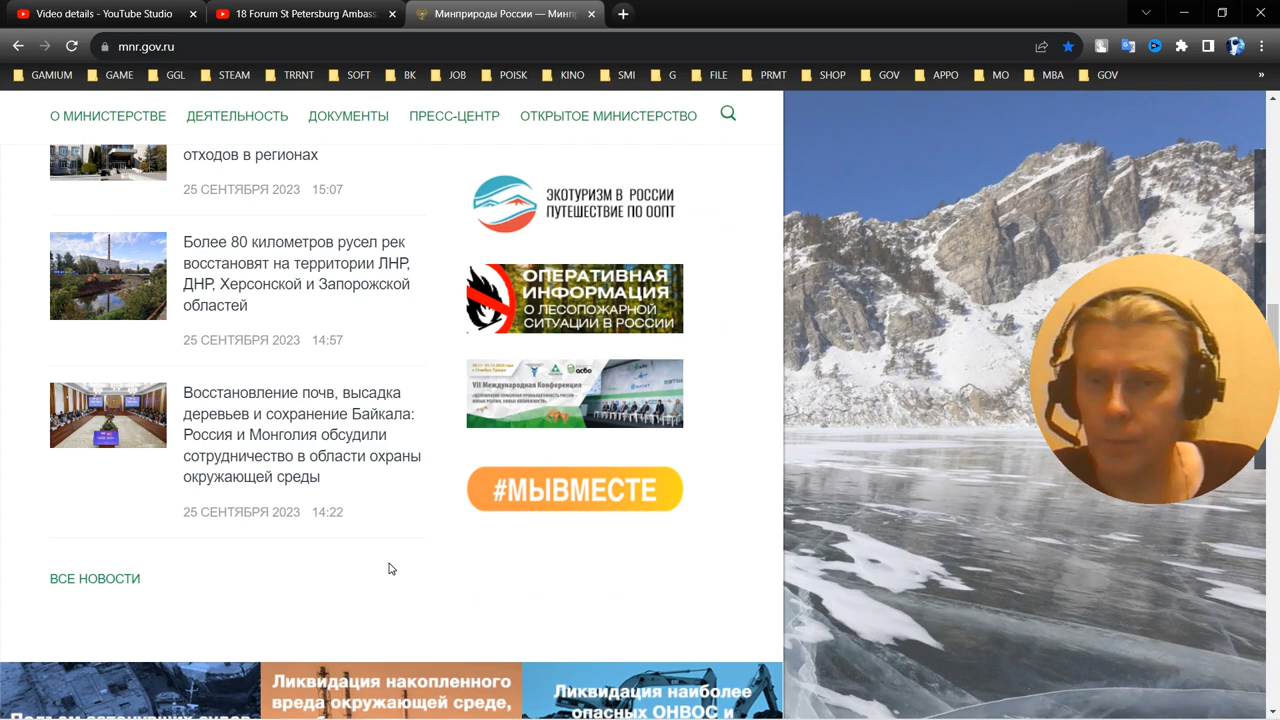 Video details - YouTube Studio
18 Forum St Petersburg Ambass
Минприроды России — Минп
mnr.gov.ru
GAMIUM GAME GGL STEAM TRRNT SOFT BK JOB POISK KINO SMI G FILE PRMT SHOP GOV APPO MO MBA GOV »
О МИНИСТЕРСТВЕ ДЕЯТЕЛЬНОСТЬ ДОКУМЕНТЫ ПРЕСС-ЦЕНТР ОТКРЫТОЕ МИНИСТЕРСТВО
отходов в регионах
25 СЕНТЯБРЯ 2023 15:07
Более 80 километров русел рек
восстановят на территории ЛНР,
ДНР, Херсонской и Запорожской
областей
25 СЕНТЯБРЯ 2023 14:57
Восстановление почв, высадка
деревьев и сохранение Байкала:
Россия и Монголия обсудили
сотрудничество в области охраны
окружающей среды
25 СЕНТЯБРЯ 2023 14:22
ВСЕ НОВОСТИ
ЭКОТУРИЗМ В РОССИИ
ПУТЕШЕСТВИЕ ПО ООПТ
ОПЕРАТИВНАЯ
ИНФОРМАЦИЯ
О ЛЕСОПОЖАРНОЙ
СИТУАЦИИ В РОССИИ
VII Международная Конференция
#МЫВМЕСТЕ
Подъем затонувших судов
Ликвидация накопленного
вреда окружающей среде,
Ликвидация наиболее
опасных ОНВОС и